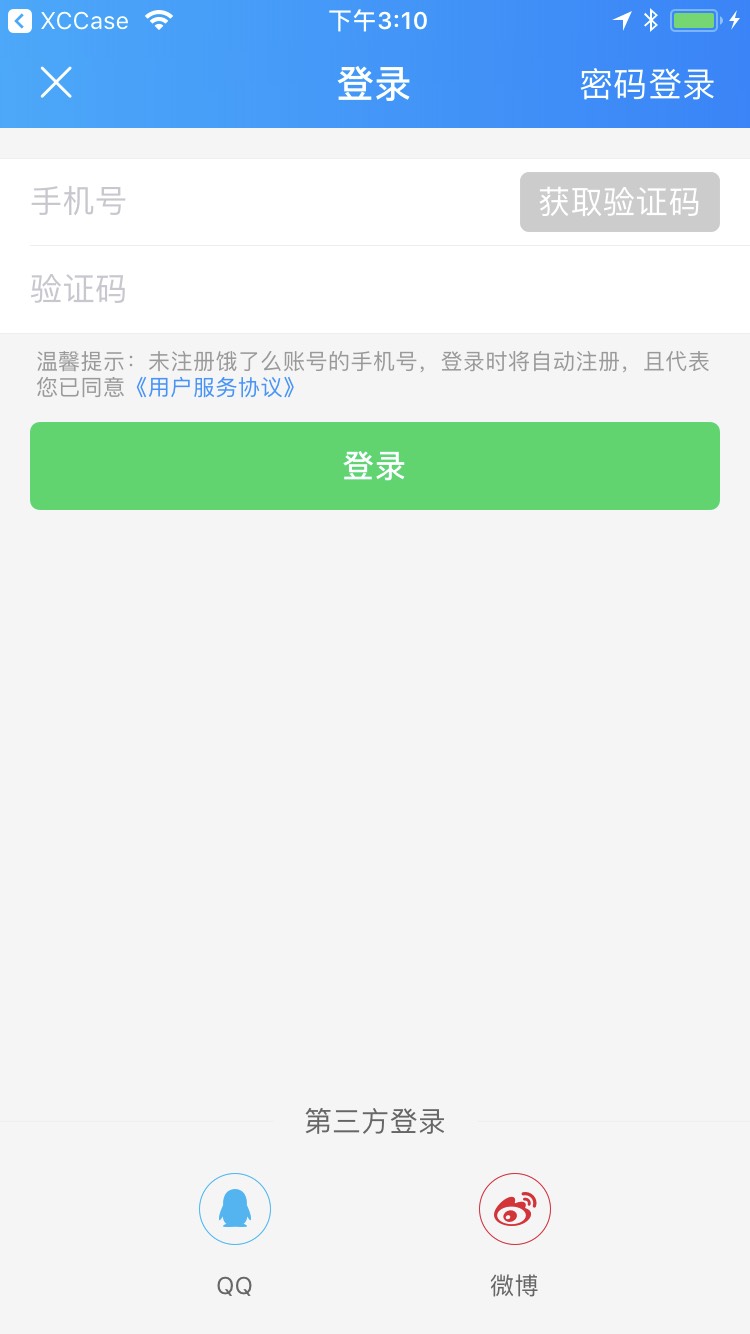 XCCase 下午3:10
登录 密码登录
手机号 获取验证码
验证码
温馨提示：未注册饿了么账号的手机号，登录时将自动注册，且代表
您已同意《用户服务协议》
登录
第三方登录
QQ 微博